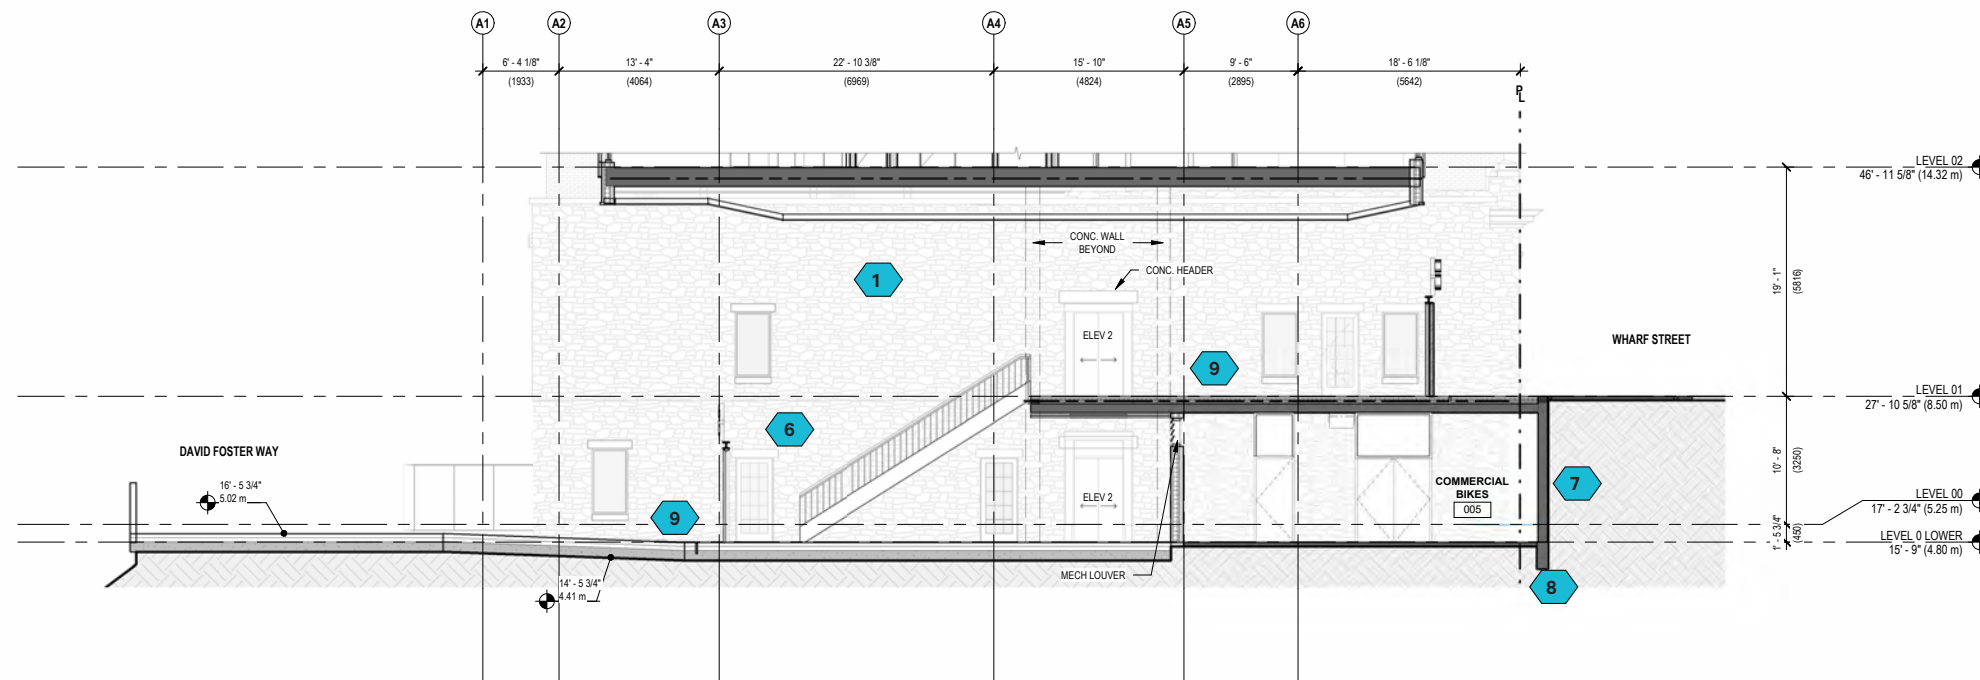 A1 A2 A3 A4 A5 A6
6' - 4 1/8" 13' - 4" 22' - 10 3/8" 15' - 10" 9' - 6" 18' - 6 1/8"
(1933) (4064) (6969) (4824) (2895) (5642)
PL
LEVEL 02
46' - 11 5/8" (14.32 m)
CONC. WALL
BEYOND
CONC. HEADER
1
19' - 1"
(5816)
ELEV 2
WHARF STREET
9
LEVEL 01
27' - 10 5/8" (8.50 m)
6
DAVID FOSTER WAY
10' - 8"
(3250)
16' - 5 3/4"
5.02 m
COMMERCIAL
BIKES
005
7
ELEV 2
LEVEL 00
17' - 2 3/4" (5.25 m)
9
1' - 5 3/4"
(450)
LEVEL 0 LOWER
15' - 9" (4.80 m)
MECH LOUVER
14' - 5 3/4"
4.41 m
8